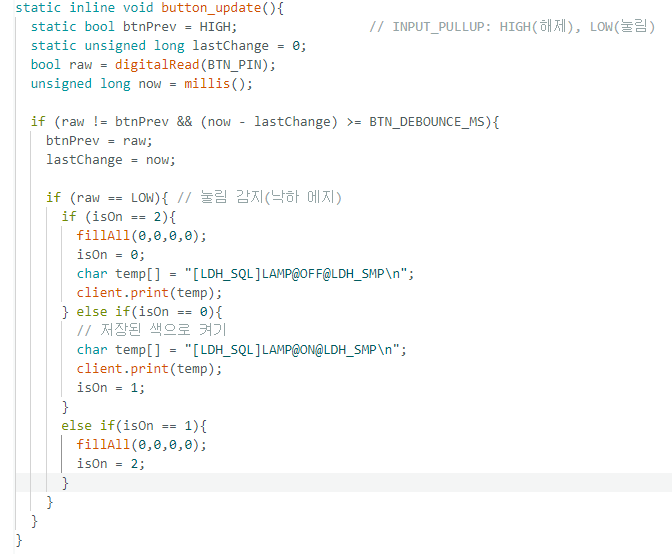 static inline void button_update(){
  static bool btnPrev = HIGH;                 // INPUT_PULLUP: HIGH(해제), LOW(눌림)
  static unsigned long lastChange = 0;
  bool raw = digitalRead(BTN_PIN);
  unsigned long now = millis();

  if (raw != btnPrev && (now - lastChange) >= BTN_DEBOUNCE_MS){
    btnPrev = raw;
    lastChange = now;

    if (raw == LOW){ // 눌림 감지(낙하 에지)
      if (isOn == 2){
        fillAll(0,0,0,0);
        isOn = 0;
        char temp[] = "[LDH_SQL]LAMP@OFF@LDH_SMP\n";
        client.print(temp);
      } else if(isOn == 0){
        // 저장된 색으로 켜기
        char temp[] = "[LDH_SQL]LAMP@ON@LDH_SMP\n";
        client.print(temp);
        isOn = 1;
      }
      else if(isOn == 1){
        fillAll(0,0,0,0);
        isOn = 2;
      }
    }
  }
}